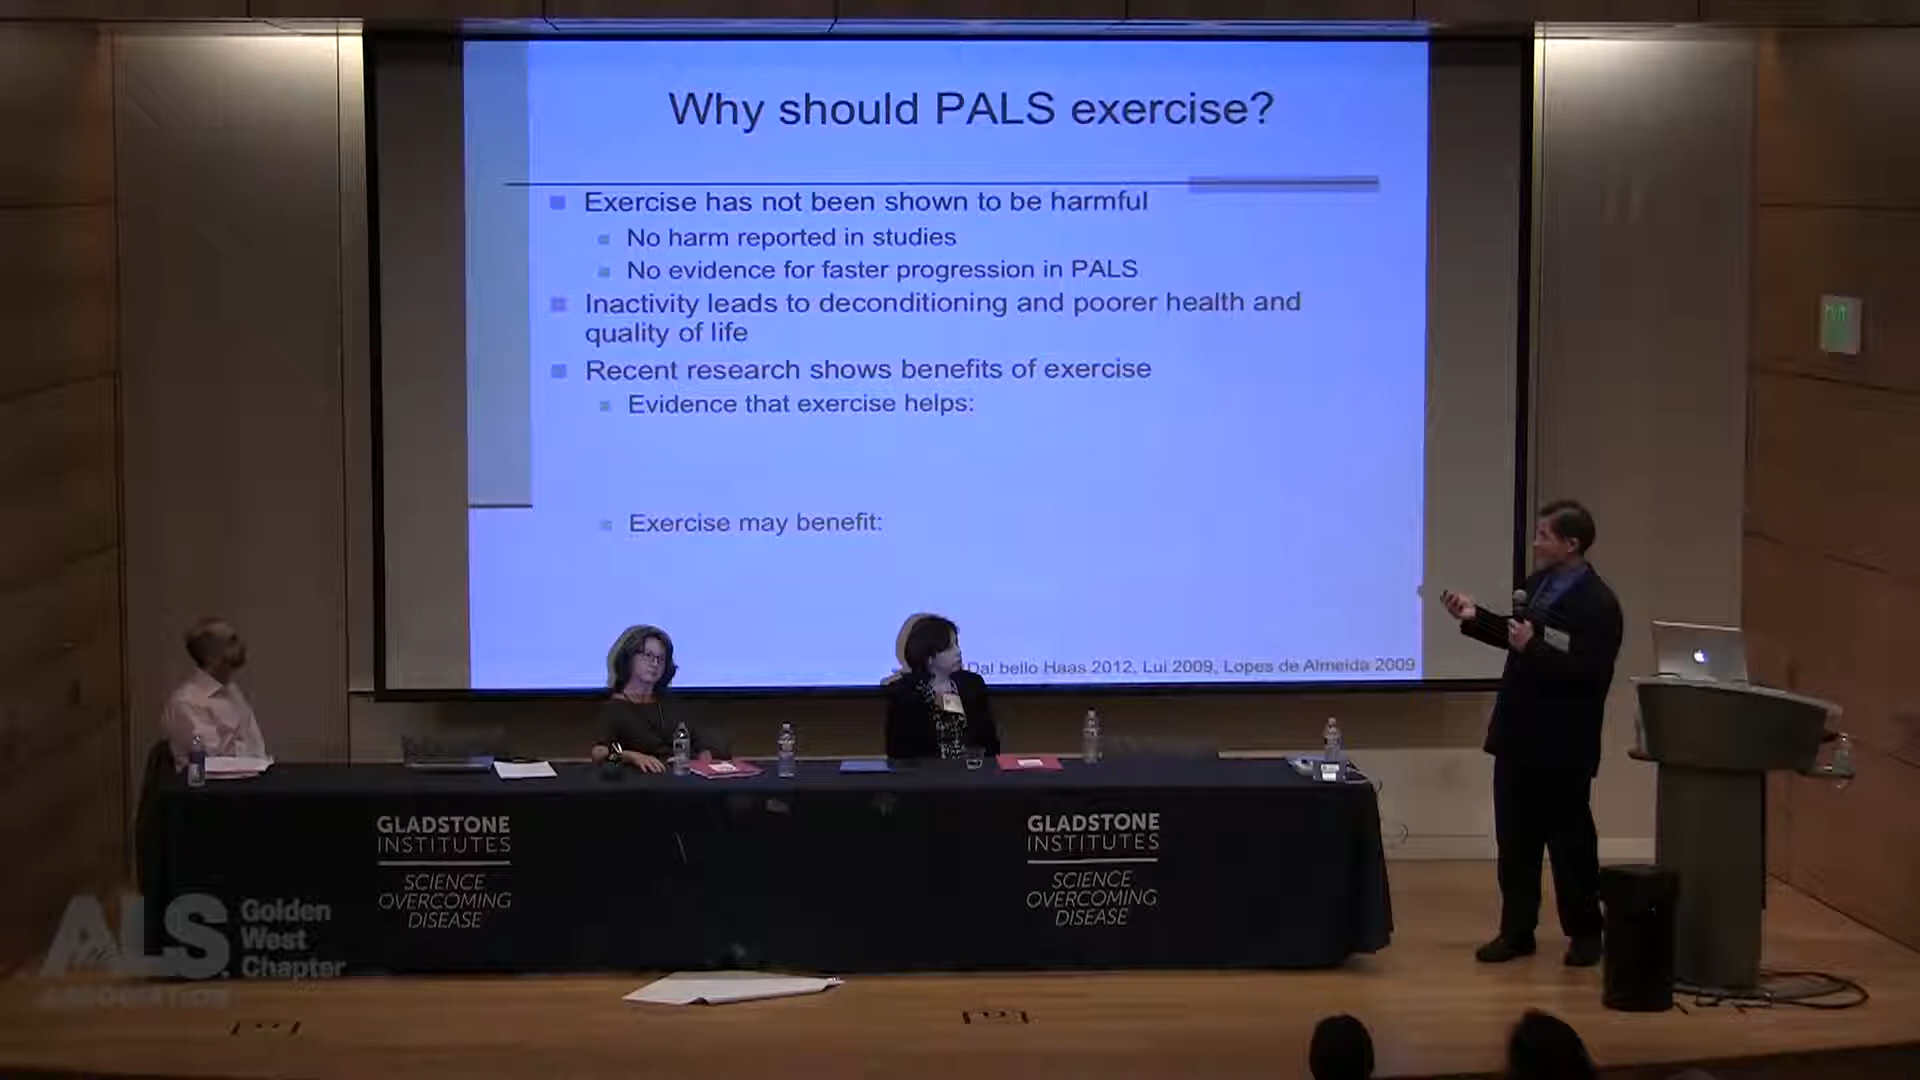 Why should PALS exercise?
Exercise has not been shown to be harmful
No harm reported in studies
No evidence for faster progression in PALS
Inactivity leads to deconditioning and poorer health and
quality of life
Recent research shows benefits of exercise
Evidence that exercise helps:
Exercise may benefit:
Dal bello Haas 2012, Lui 2009, Lopes de Almeida 2009
EXIT
GLADSTONE
INSTITUTES
SCIENCE
OVERCOMING
DISEASE
GLADSTONE
INSTITUTES
SCIENCE
OVERCOMING
DISEASE
ALS
ASSOCIATION
Golden
West
Chapter